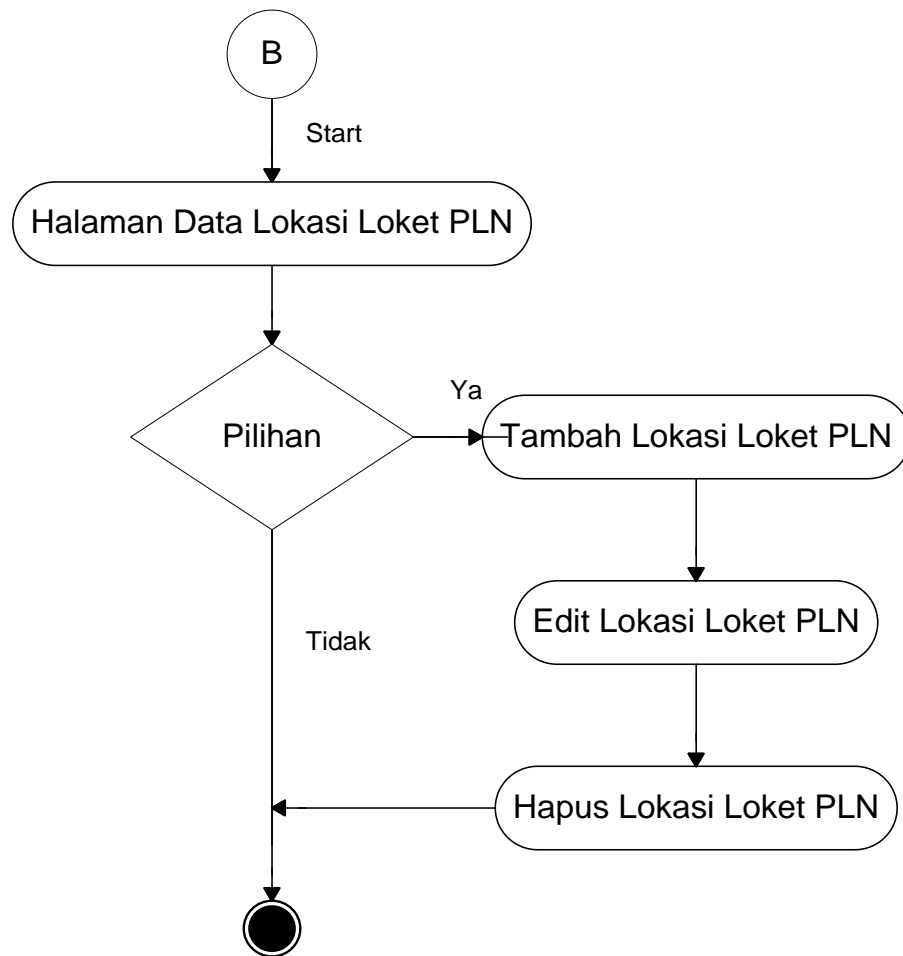 B
Start
Halaman Data Lokasi Loket PLN
Ya
Pilihan
Tambah Lokasi Loket PLN
Edit Lokasi Loket PLN
Tidak
Hapus Lokasi Loket PLN